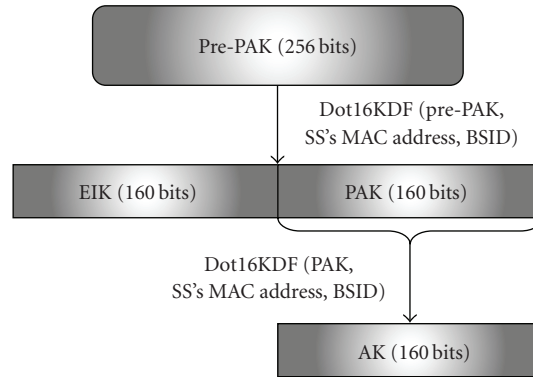 Pre-PAK (256 bits)
Dot16KDF (pre-PAK,
SS's MAC address, BSID)
EIK (160 bits)
PAK (160 bits)
Dot16KDF (PAK,
SS's MAC address, BSID)
AK (160 bits)